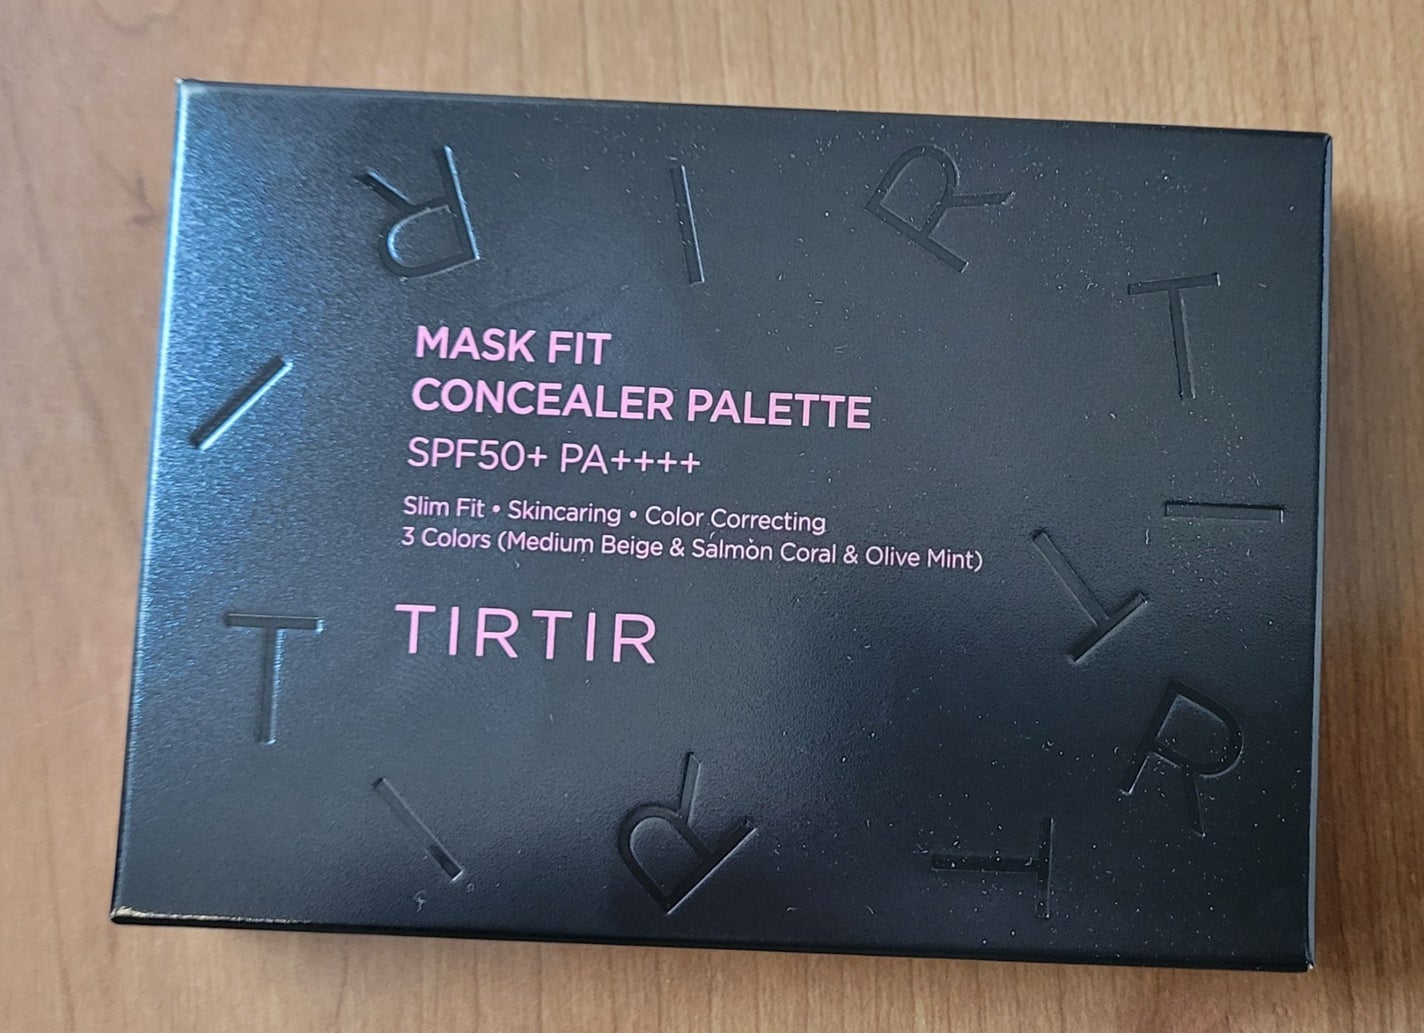 MASK FIT
CONCEALER PALETTE
SPF50+ PA++++
Slim Fit • Skincaring • Color Correcting
3 Colors (Medium Beige & Salmon Coral & Olive Mint)
TIRTIR
R I R T
I
I
T
T
R
I R T